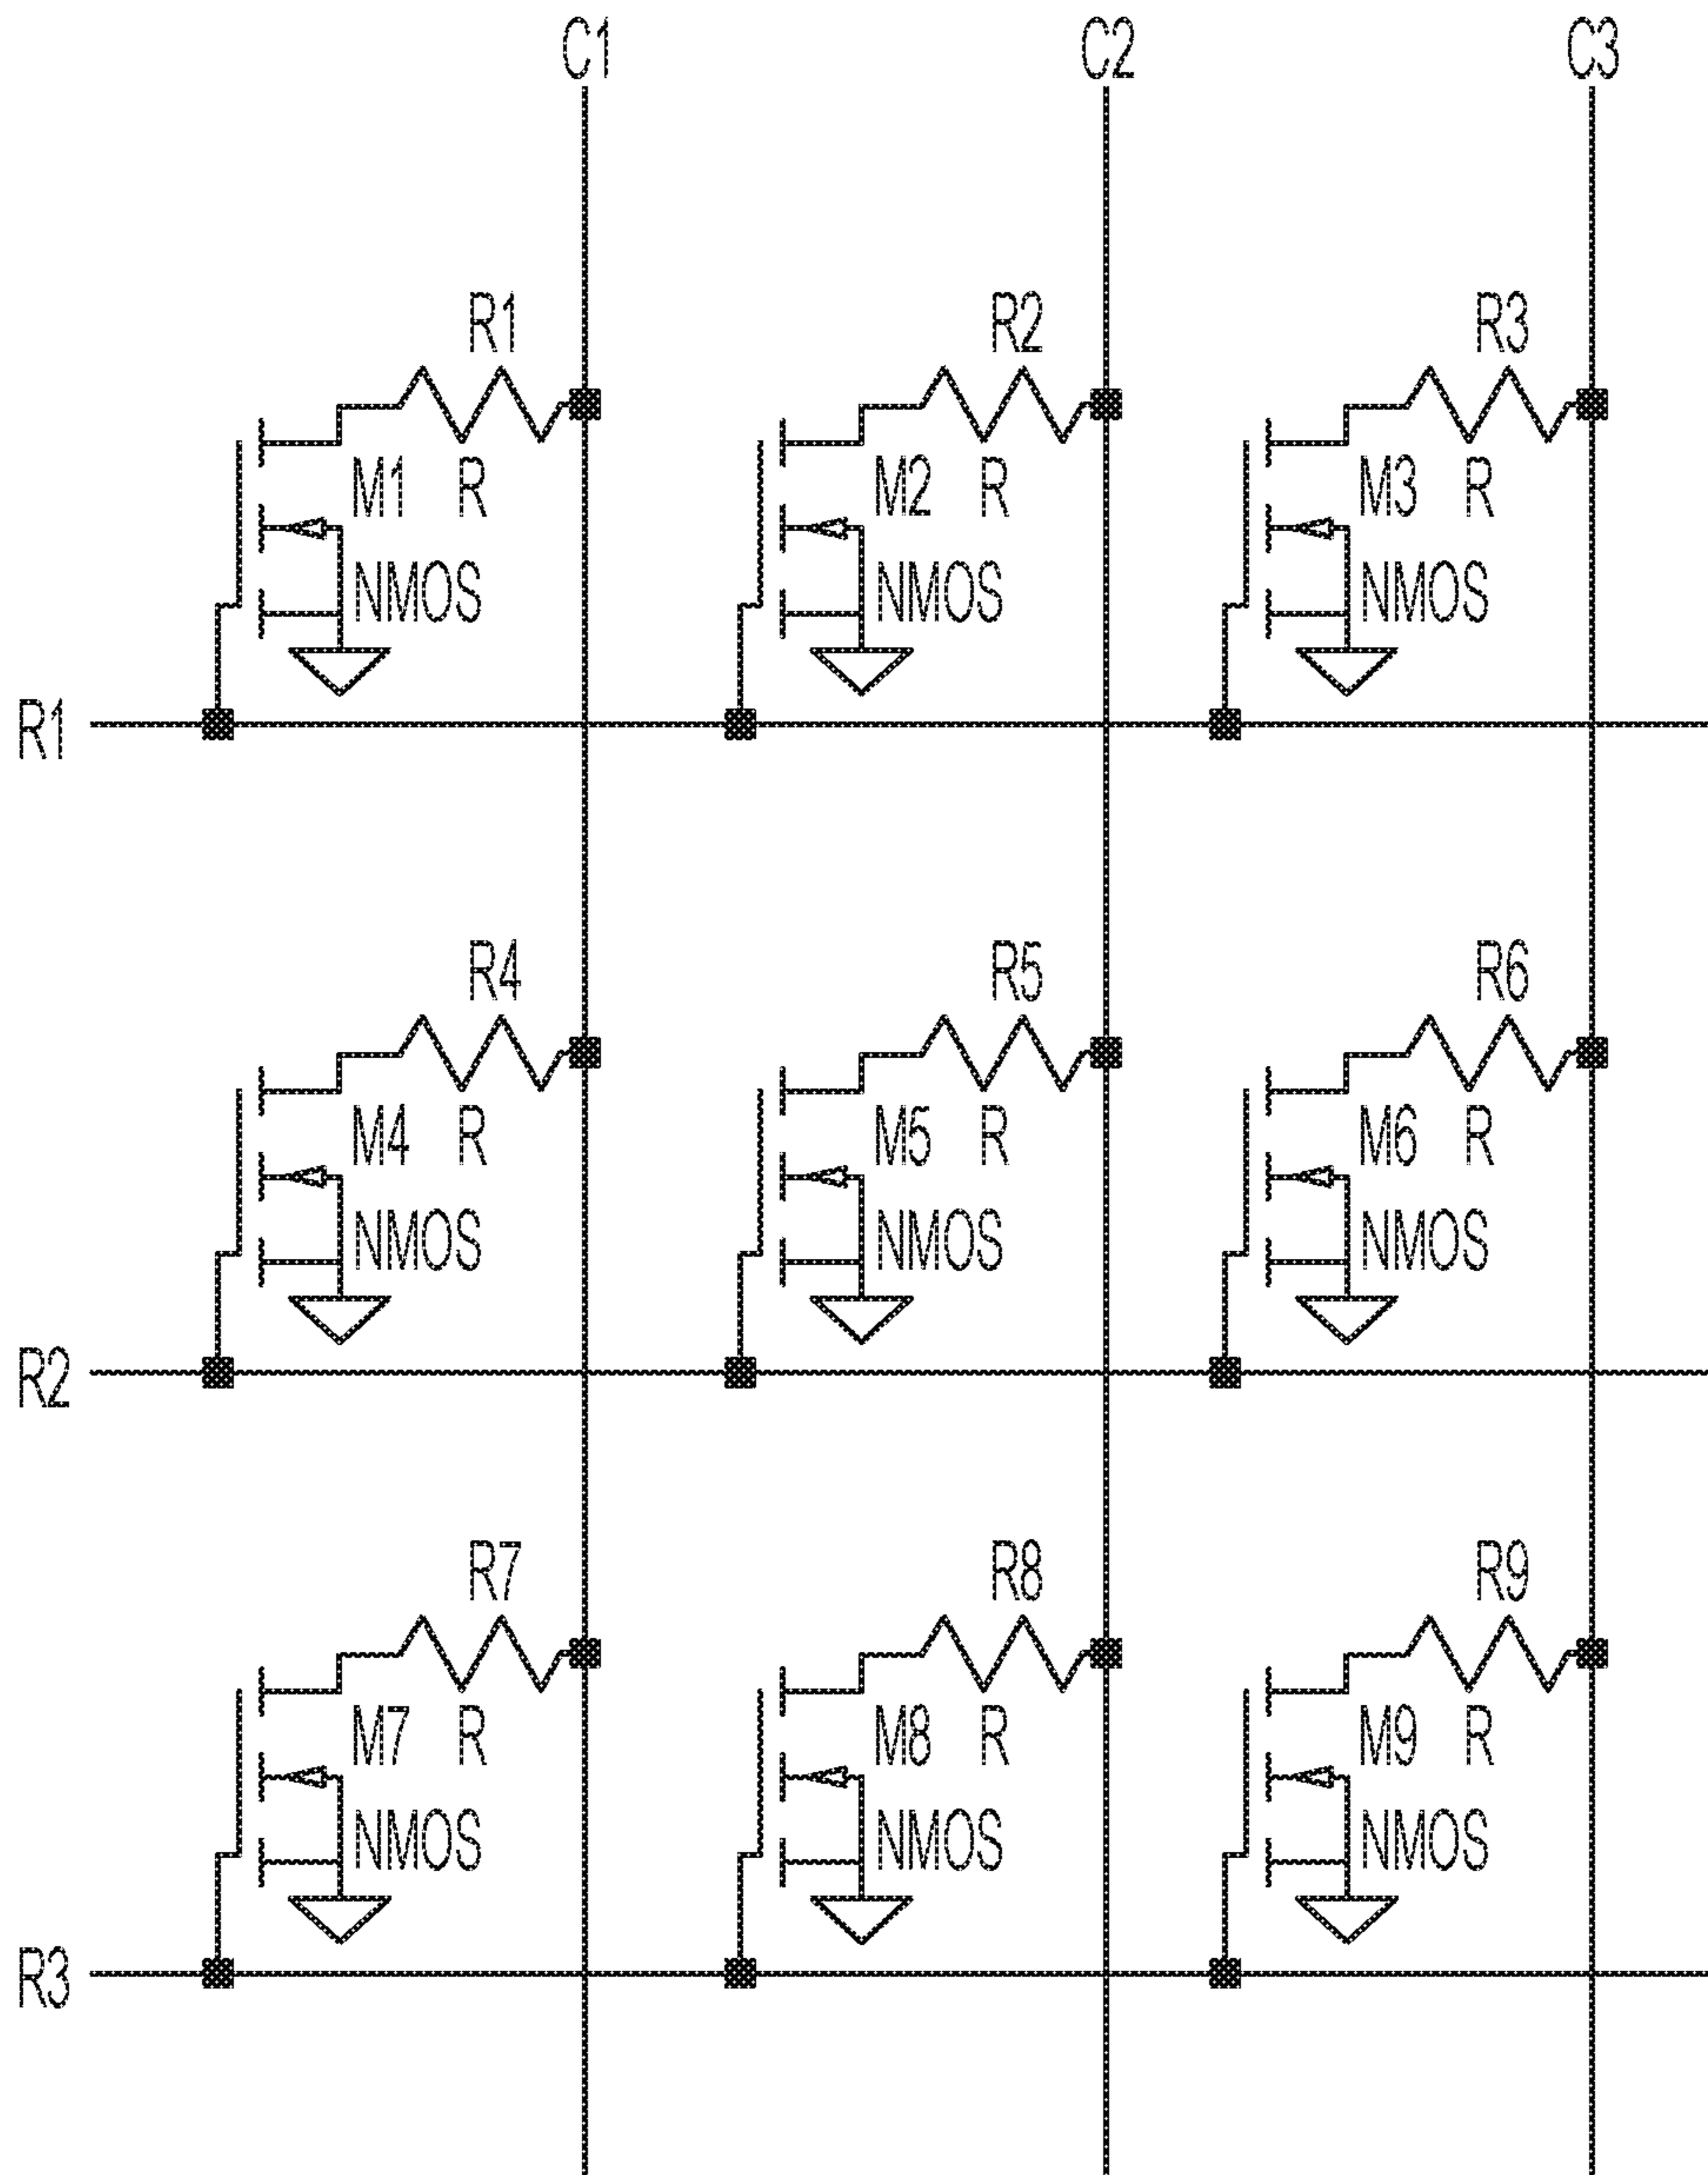 C1 C2 C3
R1 R2 R3
M1 R M2 R M3 R
NMOS NMOS NMOS
R1
R4 R5 R6
M4 R M5 R M6 R
NMOS NMOS NMOS
R2
R7 R8 R9
M7 R M8 R M9 R
NMOS NMOS NMOS
R3